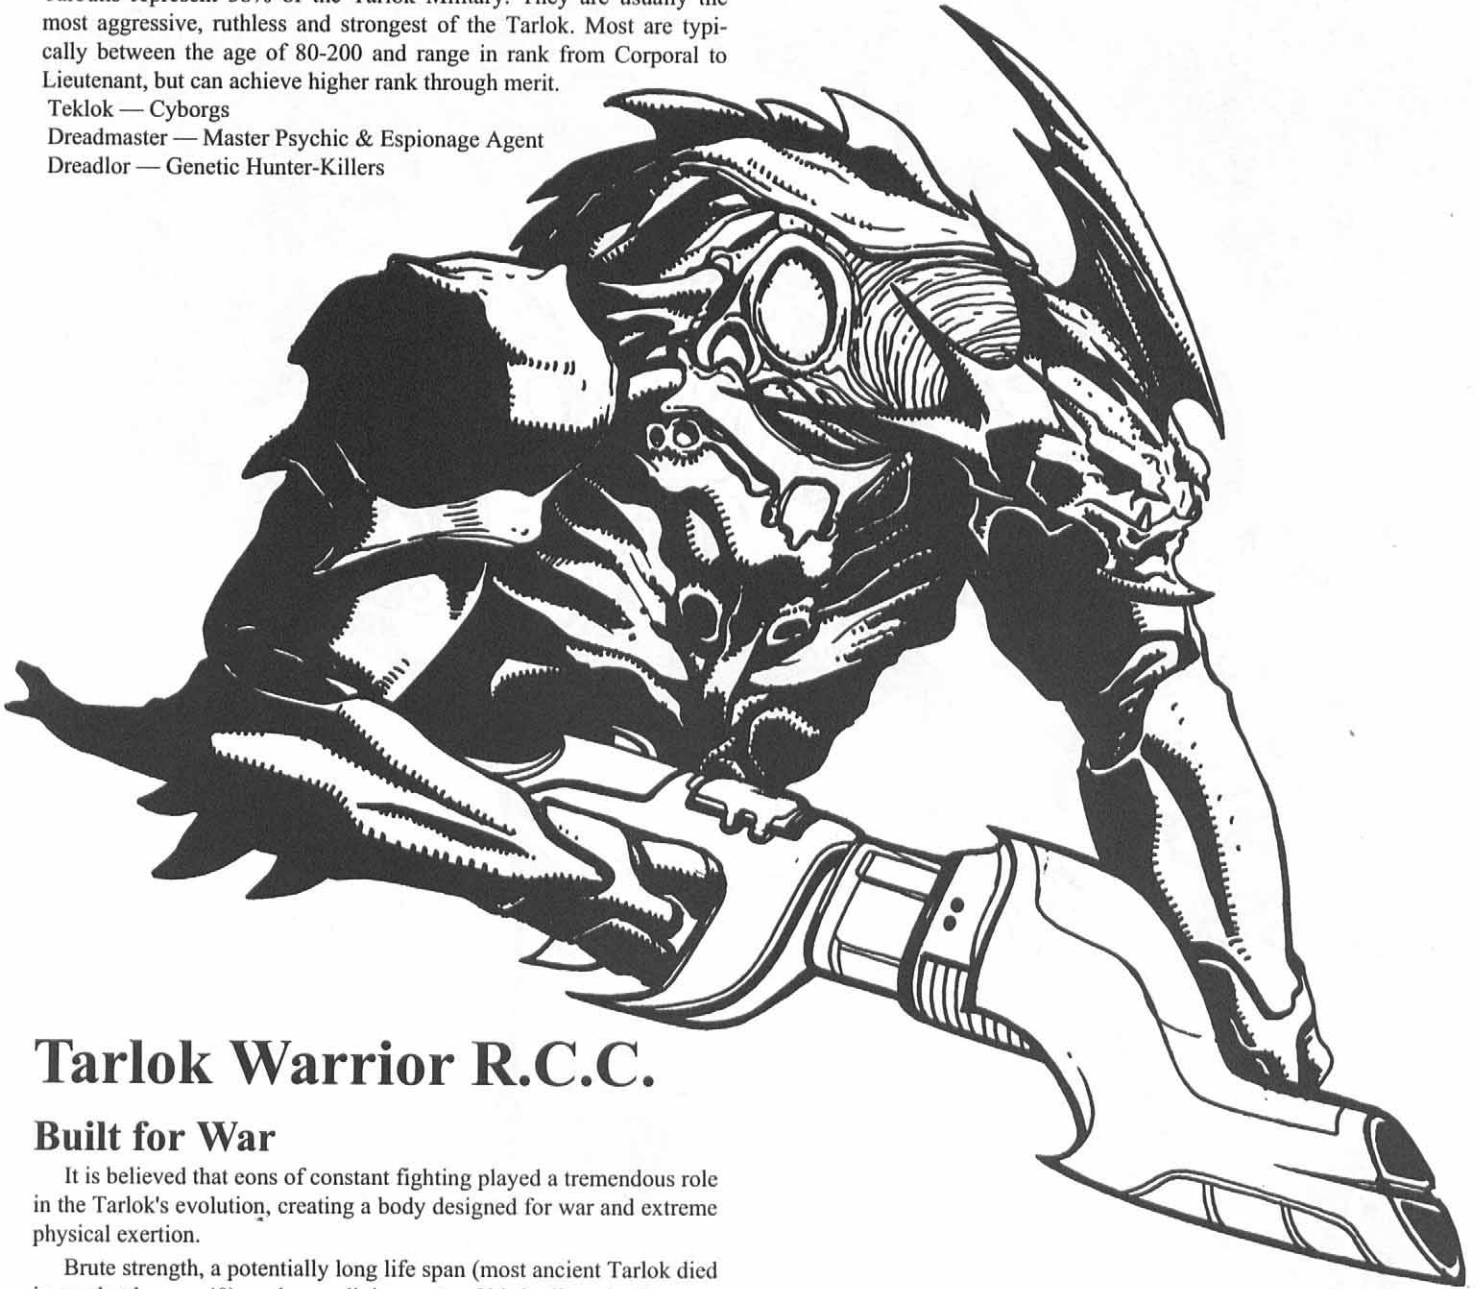 most aggressive, ruthless and strongest of the Tarlok. Most are typi-
cally between the age of 80-200 and range in rank from Corporal to
Lieutenant, but can achieve higher rank through merit.
Teklok — Cyborgs
Dreadmaster — Master Psychic & Espionage Agent
Dreadlor — Genetic Hunter-Killers
Tarlok Warrior R.C.C.
Built for War
It is believed that eons of constant fighting played a tremendous role
in the Tarlok's evolution, creating a body designed for war and extreme
physical exertion.
Brute strength, a potentially long life span (most ancient Tarlok died